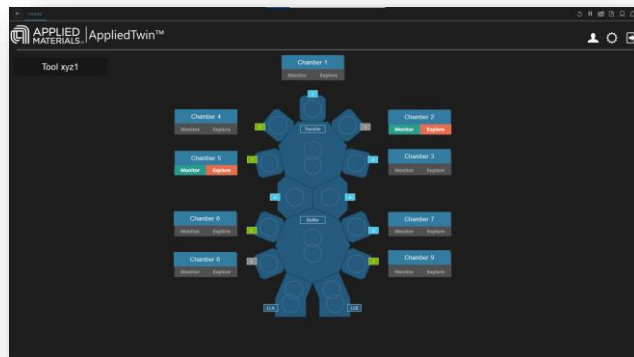 Home
APPLIED MATERIALS® | AppliedTwin™
Tool xyz1
Chamber 1
Monitor Explore
Chamber 4
Monitor Explore
Chamber 2
Monitor Explore
Transfer
Chamber 5
Monitor Explore
Chamber 3
Monitor Explore
Chamber 6
Monitor Explore
Buffer
Chamber 7
Monitor Explore
Chamber 8
Monitor Explore
Chamber 9
Monitor Explore
LLA
LLB